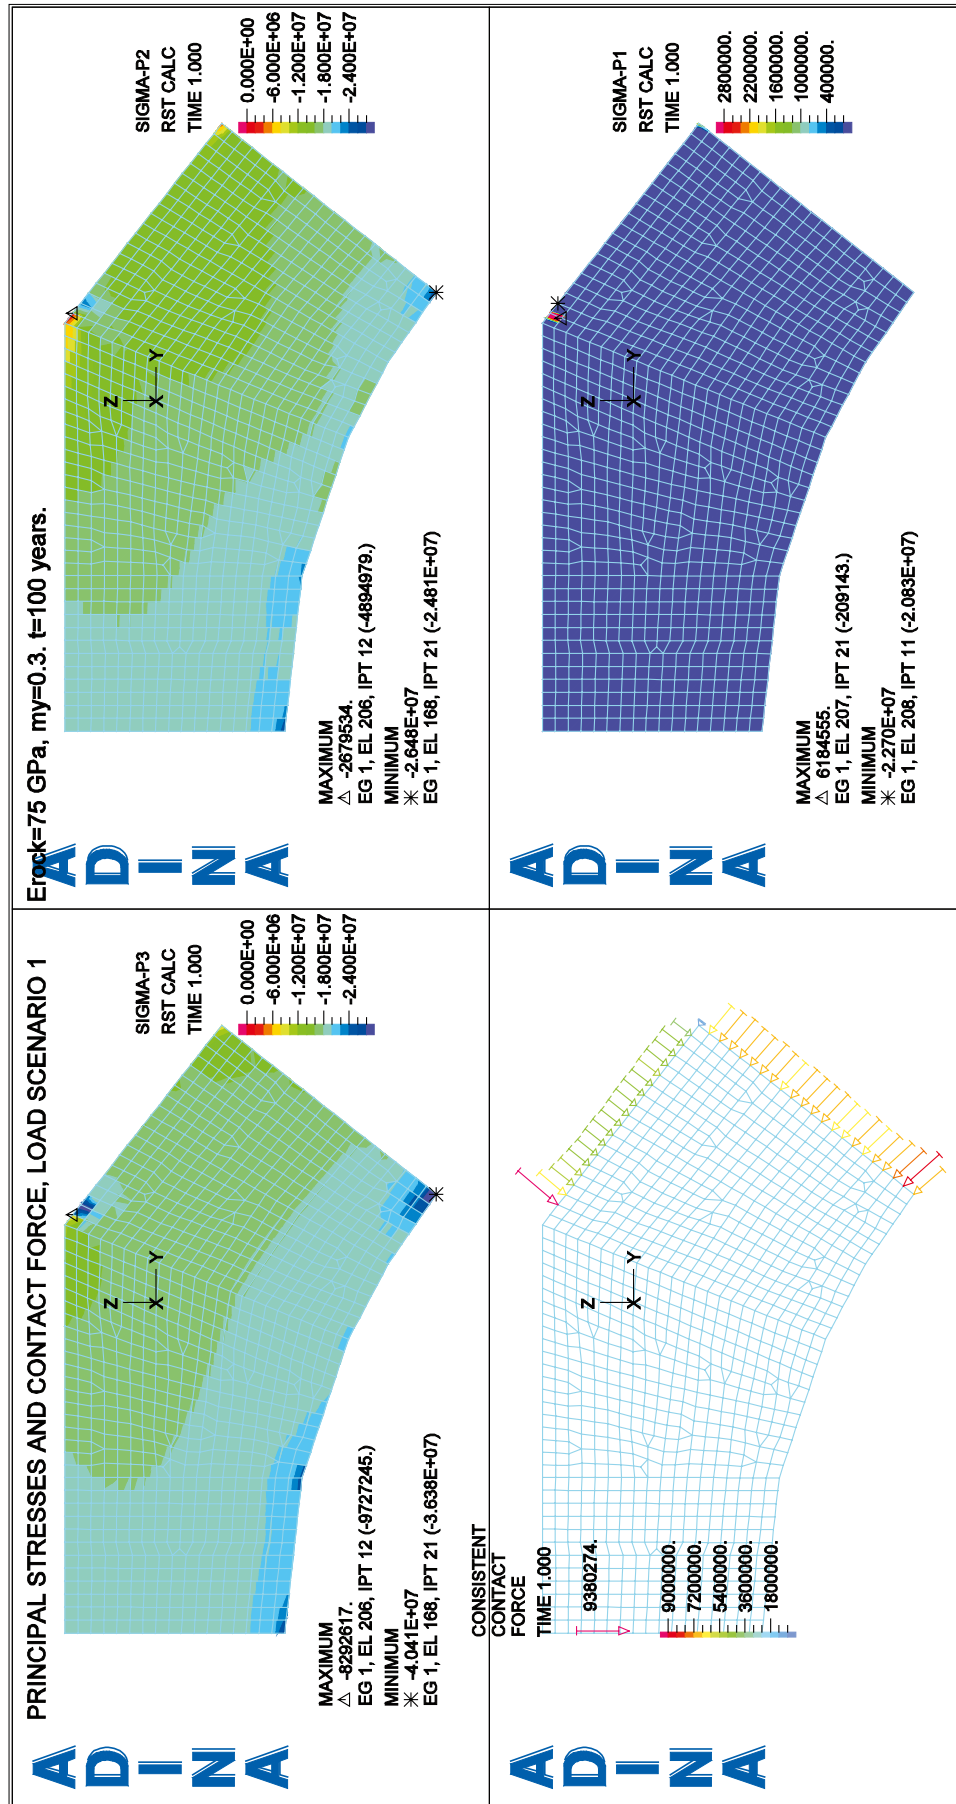 PRINCIPAL STRESSES AND CONTACT FORCE, LOAD SCENARIO 1
Erock=75 GPa, my=0.3. t=100 years.
ADINA
SIGMA-P3
RST CALC
TIME 1.000
0.000E+00
-6.000E+06
-1.200E+07
-1.800E+07
-2.400E+07
Z
X Y
MAXIMUM
-8292617.
EG 1, EL 206, IPT 12 (-9727245.)
MINIMUM
-4.041E+07
EG 1, EL 168, IPT 21 (-3.638E+07)
ADINA
SIGMA-P2
RST CALC
TIME 1.000
0.000E+00
-6.000E+06
-1.200E+07
-1.800E+07
-2.400E+07
Z
X Y
MAXIMUM
-2679534.
EG 1, EL 206, IPT 12 (-4894979.)
MINIMUM
-2.648E+07
EG 1, EL 168, IPT 21 (-2.481E+07)
ADINA
CONSISTENT
CONTACT
FORCE
TIME 1.000
9380274.
9000000.
7200000.
5400000.
3600000.
1800000.
Z
X Y
ADINA
SIGMA-P1
RST CALC
TIME 1.000
2800000.
2200000.
1600000.
1000000.
400000.
Z
X Y
MAXIMUM
6184555.
EG 1, EL 207, IPT 21 (-209143.)
MINIMUM
-2.270E+07
EG 1, EL 208, IPT 11 (-2.083E+07)